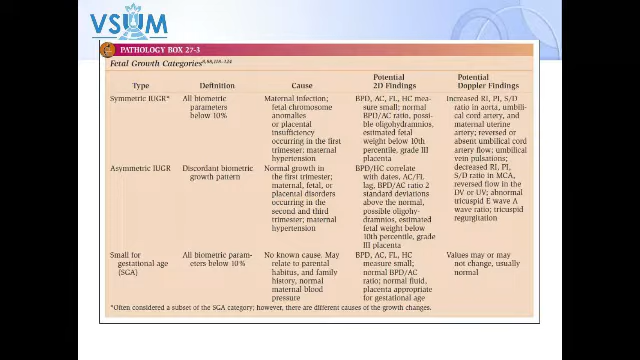 VSUM
PATHOLOGY BOX 27-3
Fetal Growth Categories
Type
Definition
Cause
Potential
2D Findings
Potential
Doppler Findings
Symmetric IUGR*
All biometric
parameters
below 10%
Maternal infection;
fetal chromosome
anomalies
or placental
insufficiency
occurring in the first
trimester; maternal
hypertension
BPD, AC, FL, HC mea-
sure small; normal
BPD/AC ratio, possi-
ble oligohydramnios,
estimated fetal
weight below 10th
percentile, grade III
placenta
Increased RI, PI, S/D
ratio in aorta, umbili-
cal cord artery, and
maternal uterine
artery; reversed or
absent umbilical cord
artery flow; umbilical
vein pulsations;
decreased RI, PI,
S/D ratio in MCA,
reversed flow in the
DV or UV; abnormal
tricuspid E wave A
wave ratio; tricuspid
regurgitation
Asymmetric IUGR
Discordant biometric
growth pattern
Normal growth in
the first trimester;
maternal, fetal, or
placental disorders
occurring in the
second and third
trimester; maternal
hypertension
BPD/HC correlate
with dates, AC/FL
lag, BPD/AC ratio 2
standard deviations
above the normal,
possible oligohy-
dramnios, estimated
fetal weight below
10th percentile, grade
III placenta
Small for
gestational age
(SGA)
All biometric param-
eters below 10%
No known cause. May
relate to parental
habitus, and family
history, normal
maternal blood
pressure
BPD, AC, FL, HC
measure small;
normal BPD/AC
ratio; normal fluid,
placenta appropriate
for gestational age
Values may or may
not change, usually
normal
*Often considered a subset of the SGA category; however, there are different causes of the growth changes.